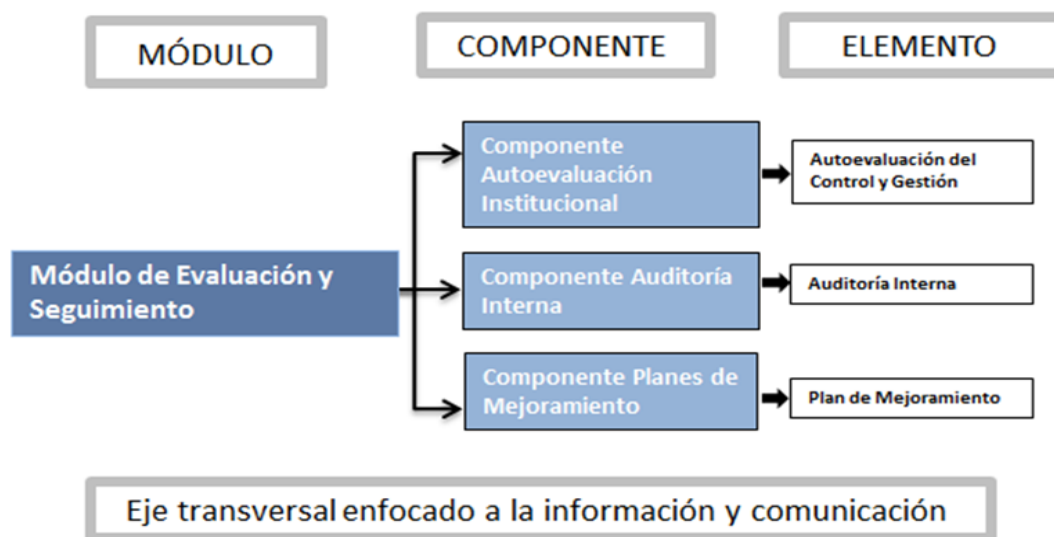 MÓDULO
COMPONENTE
ELEMENTO
Componente
Autoevaluación
Institucional
Autoevaluación del
Control y Gestión
Módulo de Evaluación y
Seguimiento
Componente Auditoría
Interna
Auditoría Interna
Componente Planes de
Mejoramiento
Plan de Mejoramiento
Eje transversal enfocado a la información y comunicación